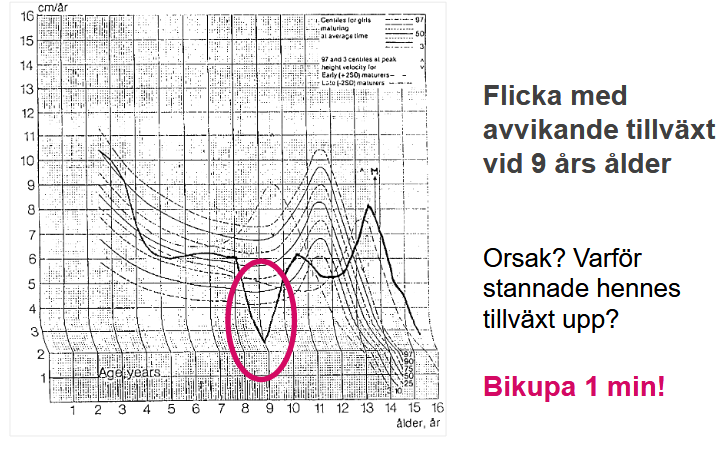 cm/år
16
15
14
13
12
11
10
9
8
7
6
5
4
3
2
1
Centiles for girls
maturing
at average time
97
50
3
97 and 3 centiles at peak
height velocity for
Early (+2SD) maturers
Late (-2SD) maturers
M
97
90
75
50
25
10
Age, years
1 2 3 4 5 6 7 8 9 10 11 12 13 14 15 16
ålder, år
Flicka med
avvikande tillväxt
vid 9 års ålder
Orsak? Varför
stannade hennes
tillväxt upp?
Bikupa 1 min!